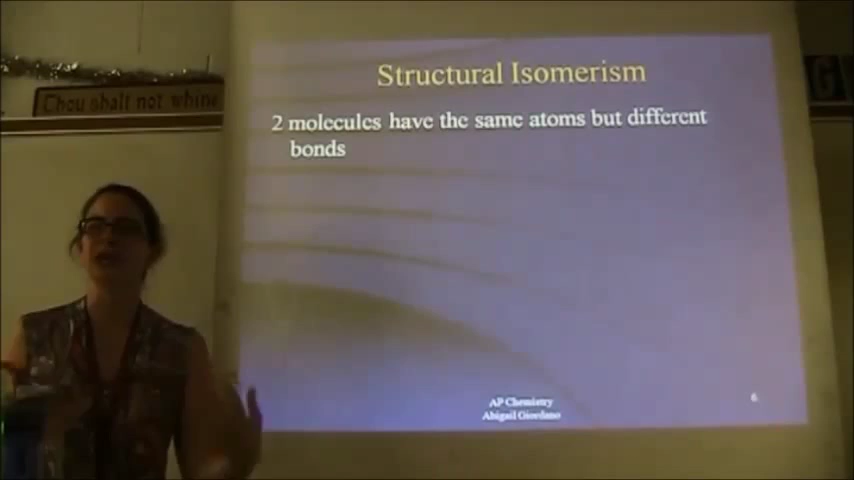 Structural Isomerism
Thou shalt not whine
2 molecules have the same atoms but different
bonds
AP Chemistry
Abigail Giordano
6
G